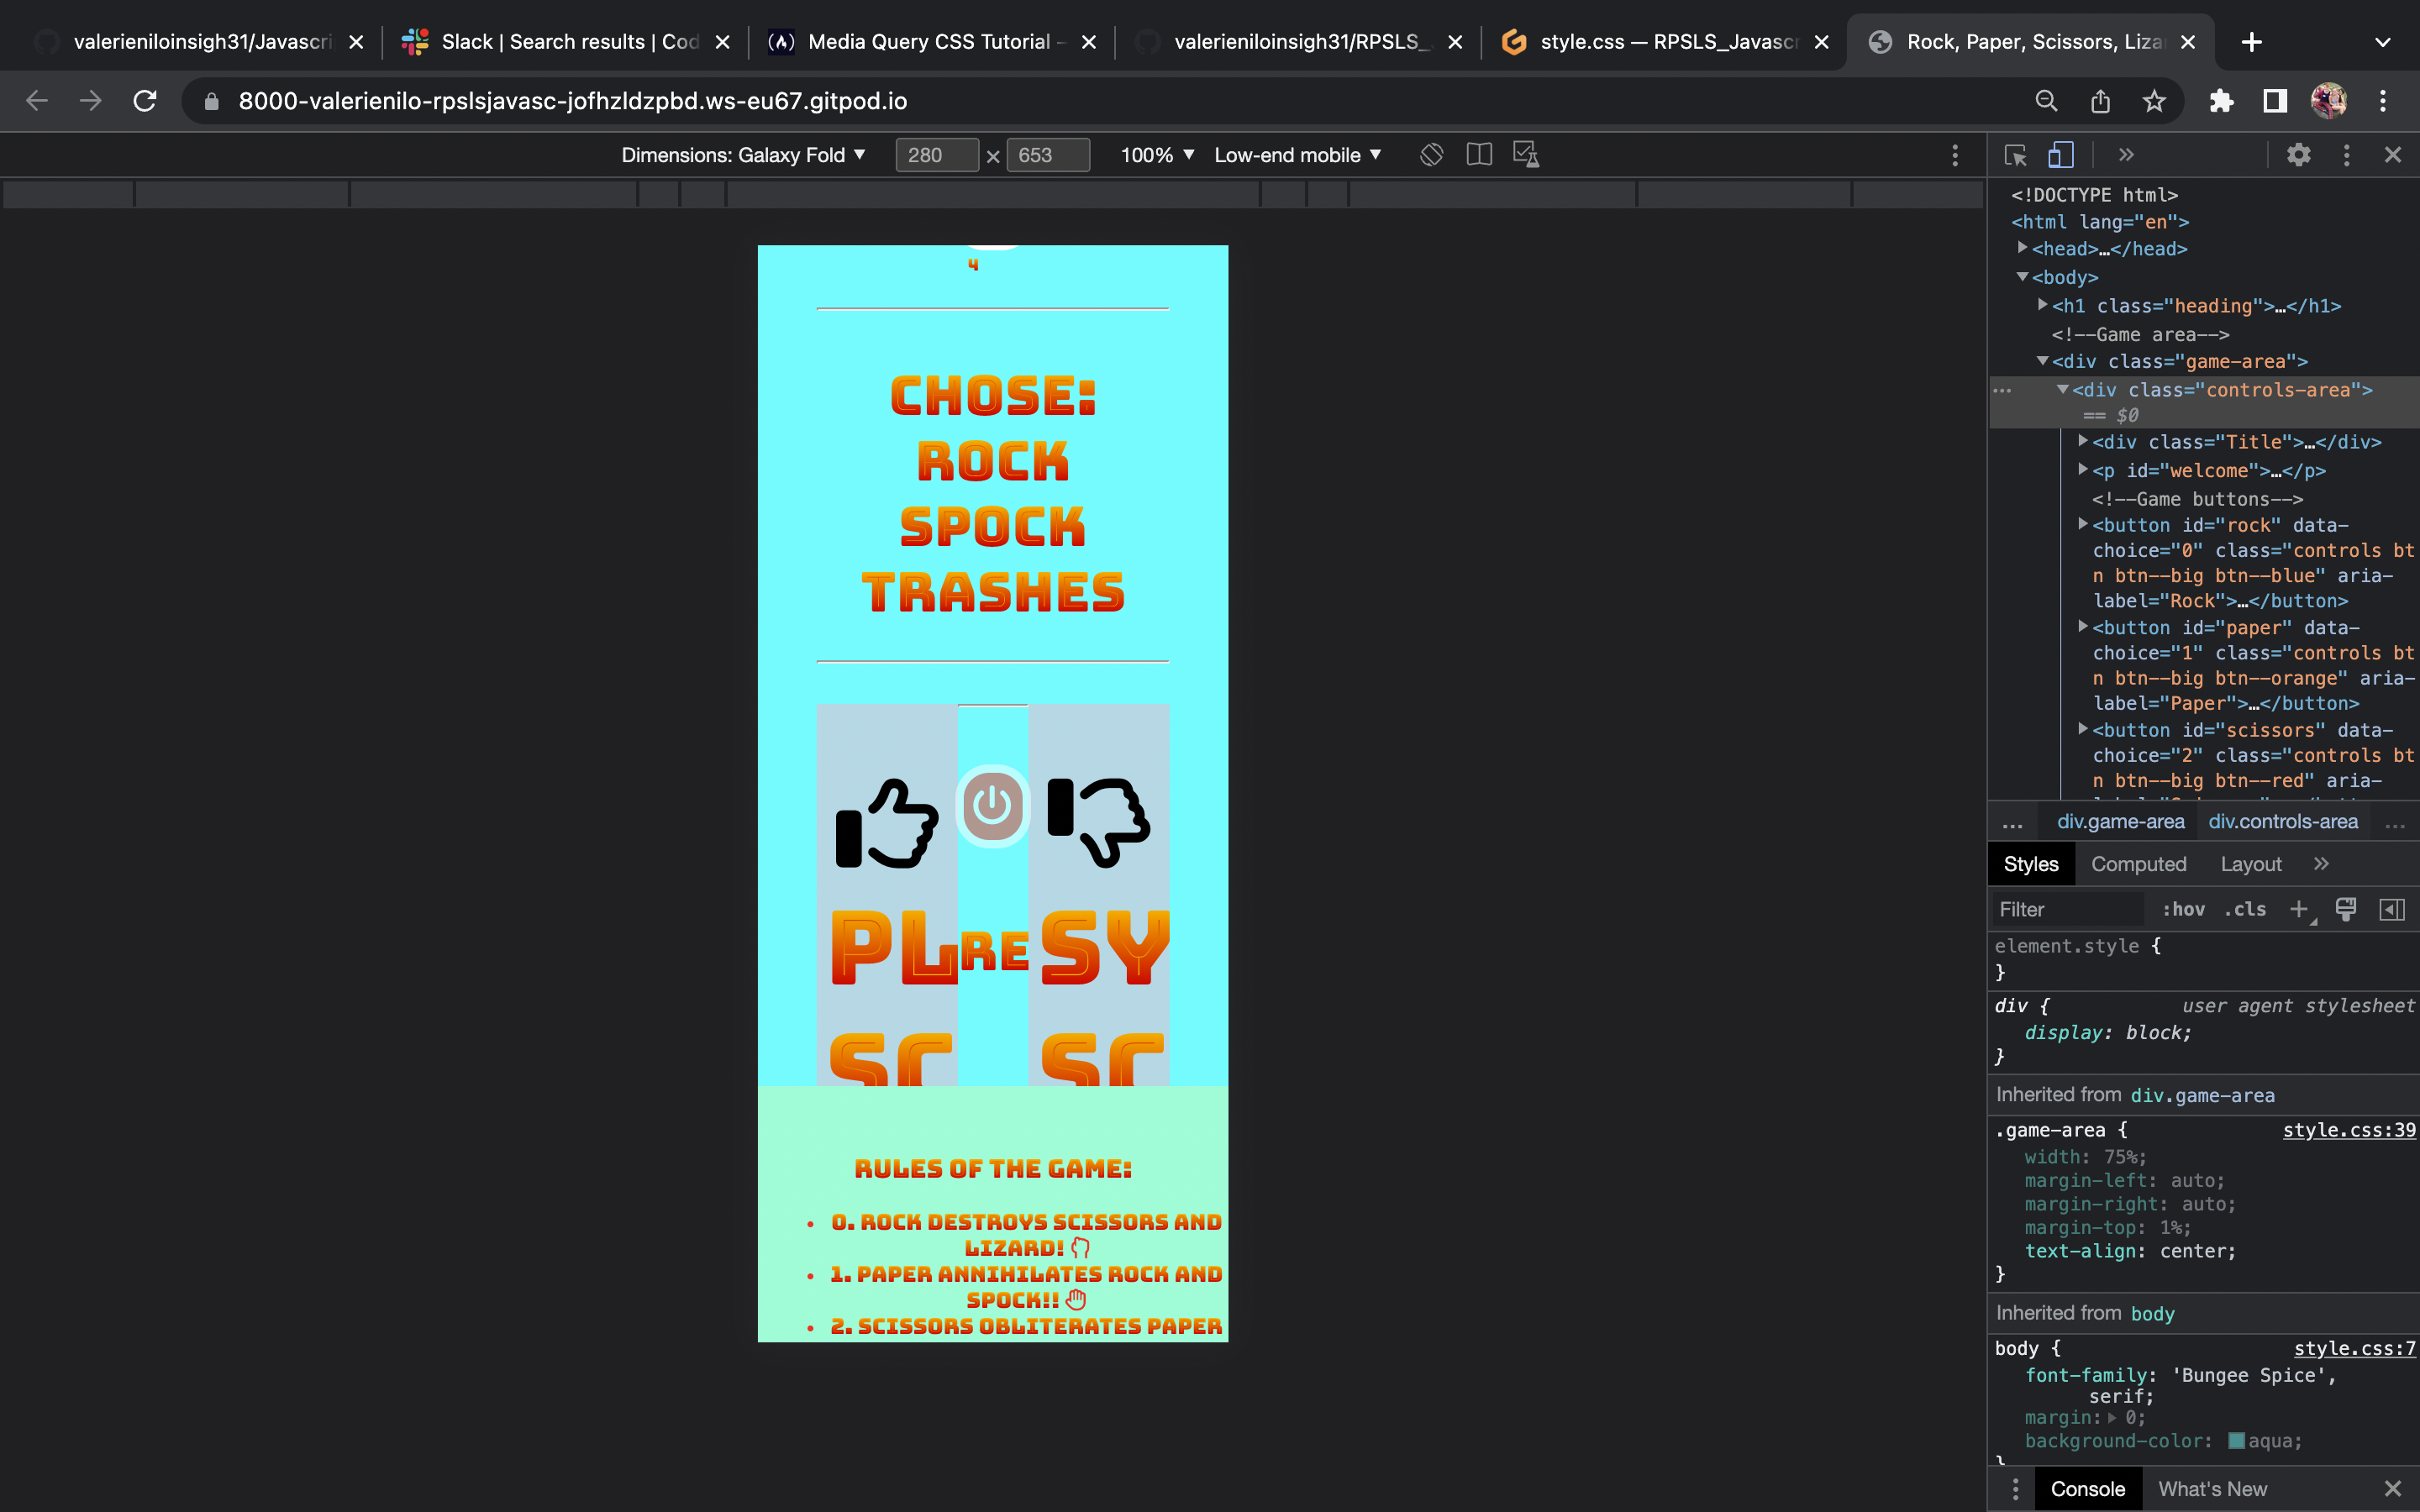 valerieniloinsigh31/Javascri
Slack | Search results | Cod
Media Query CSS Tutorial –
valerieniloinsigh31/RPSLS_
style.css — RPSLS_Javascr
Rock, Paper, Scissors, Liza
8000-valerienilo-rpslsjavasc-jofhzldzpbd.ws-eu67.gitpod.io
Dimensions: Galaxy Fold
280 × 653
100%
Low-end mobile
4
CHOSE:
ROCK
SPOCK
TRASHES
PL RE SY
SC SC
RULES OF THE GAME:
• 0. ROCK DESTROYS SCISSORS AND
LIZARD!
• 1. PAPER ANNIHILATES ROCK AND
SPOCK!!
• 2. SCISSORS OBLITERATES PAPER
<!DOCTYPE html>
<html lang="en">
<head>…</head>
<body>
<h1 class="heading">…</h1>
<!--Game area-->
<div class="game-area">
<div class="controls-area">
== $0
<div class="Title">…</div>
<p id="welcome">…</p>
<!--Game buttons-->
<button id="rock" data-
choice="0" class="controls bt
n btn--big btn--blue" aria-
label="Rock">…</button>
<button id="paper" data-
choice="1" class="controls bt
n btn--big btn--orange" aria-
label="Paper">…</button>
<button id="scissors" data-
choice="2" class="controls bt
n btn--big btn--red" aria-
... div.game-area div.controls-area ...
Styles Computed Layout
Filter :hov .cls
element.style {
}
div { user agent stylesheet
display: block;
}
Inherited from div.game-area
.game-area { style.css:39
width: 75%;
margin-left: auto;
margin-right: auto;
margin-top: 1%;
text-align: center;
}
Inherited from body
body { style.css:7
font-family: 'Bungee Spice',
serif;
margin: 0;
background-color: aqua;
}
Console What's New